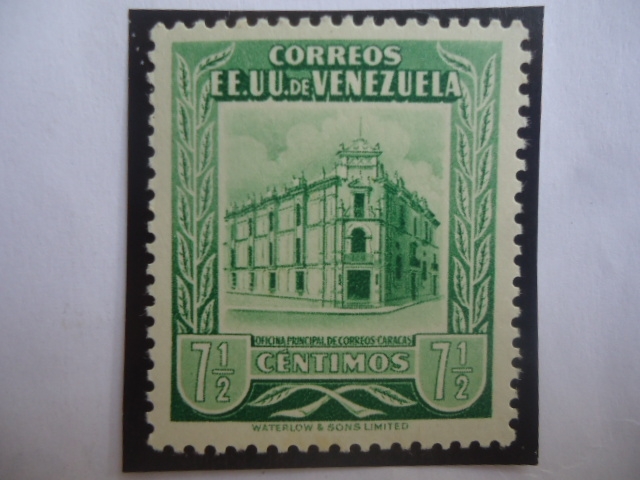 CORREOS
EE.UU.DE VENEZUELA
OFICINA PRINCIPAL DE CORREOS-CARACAS
7 1/2 CÉNTIMOS 7 1/2
WATERLOW & SONS LIMITED